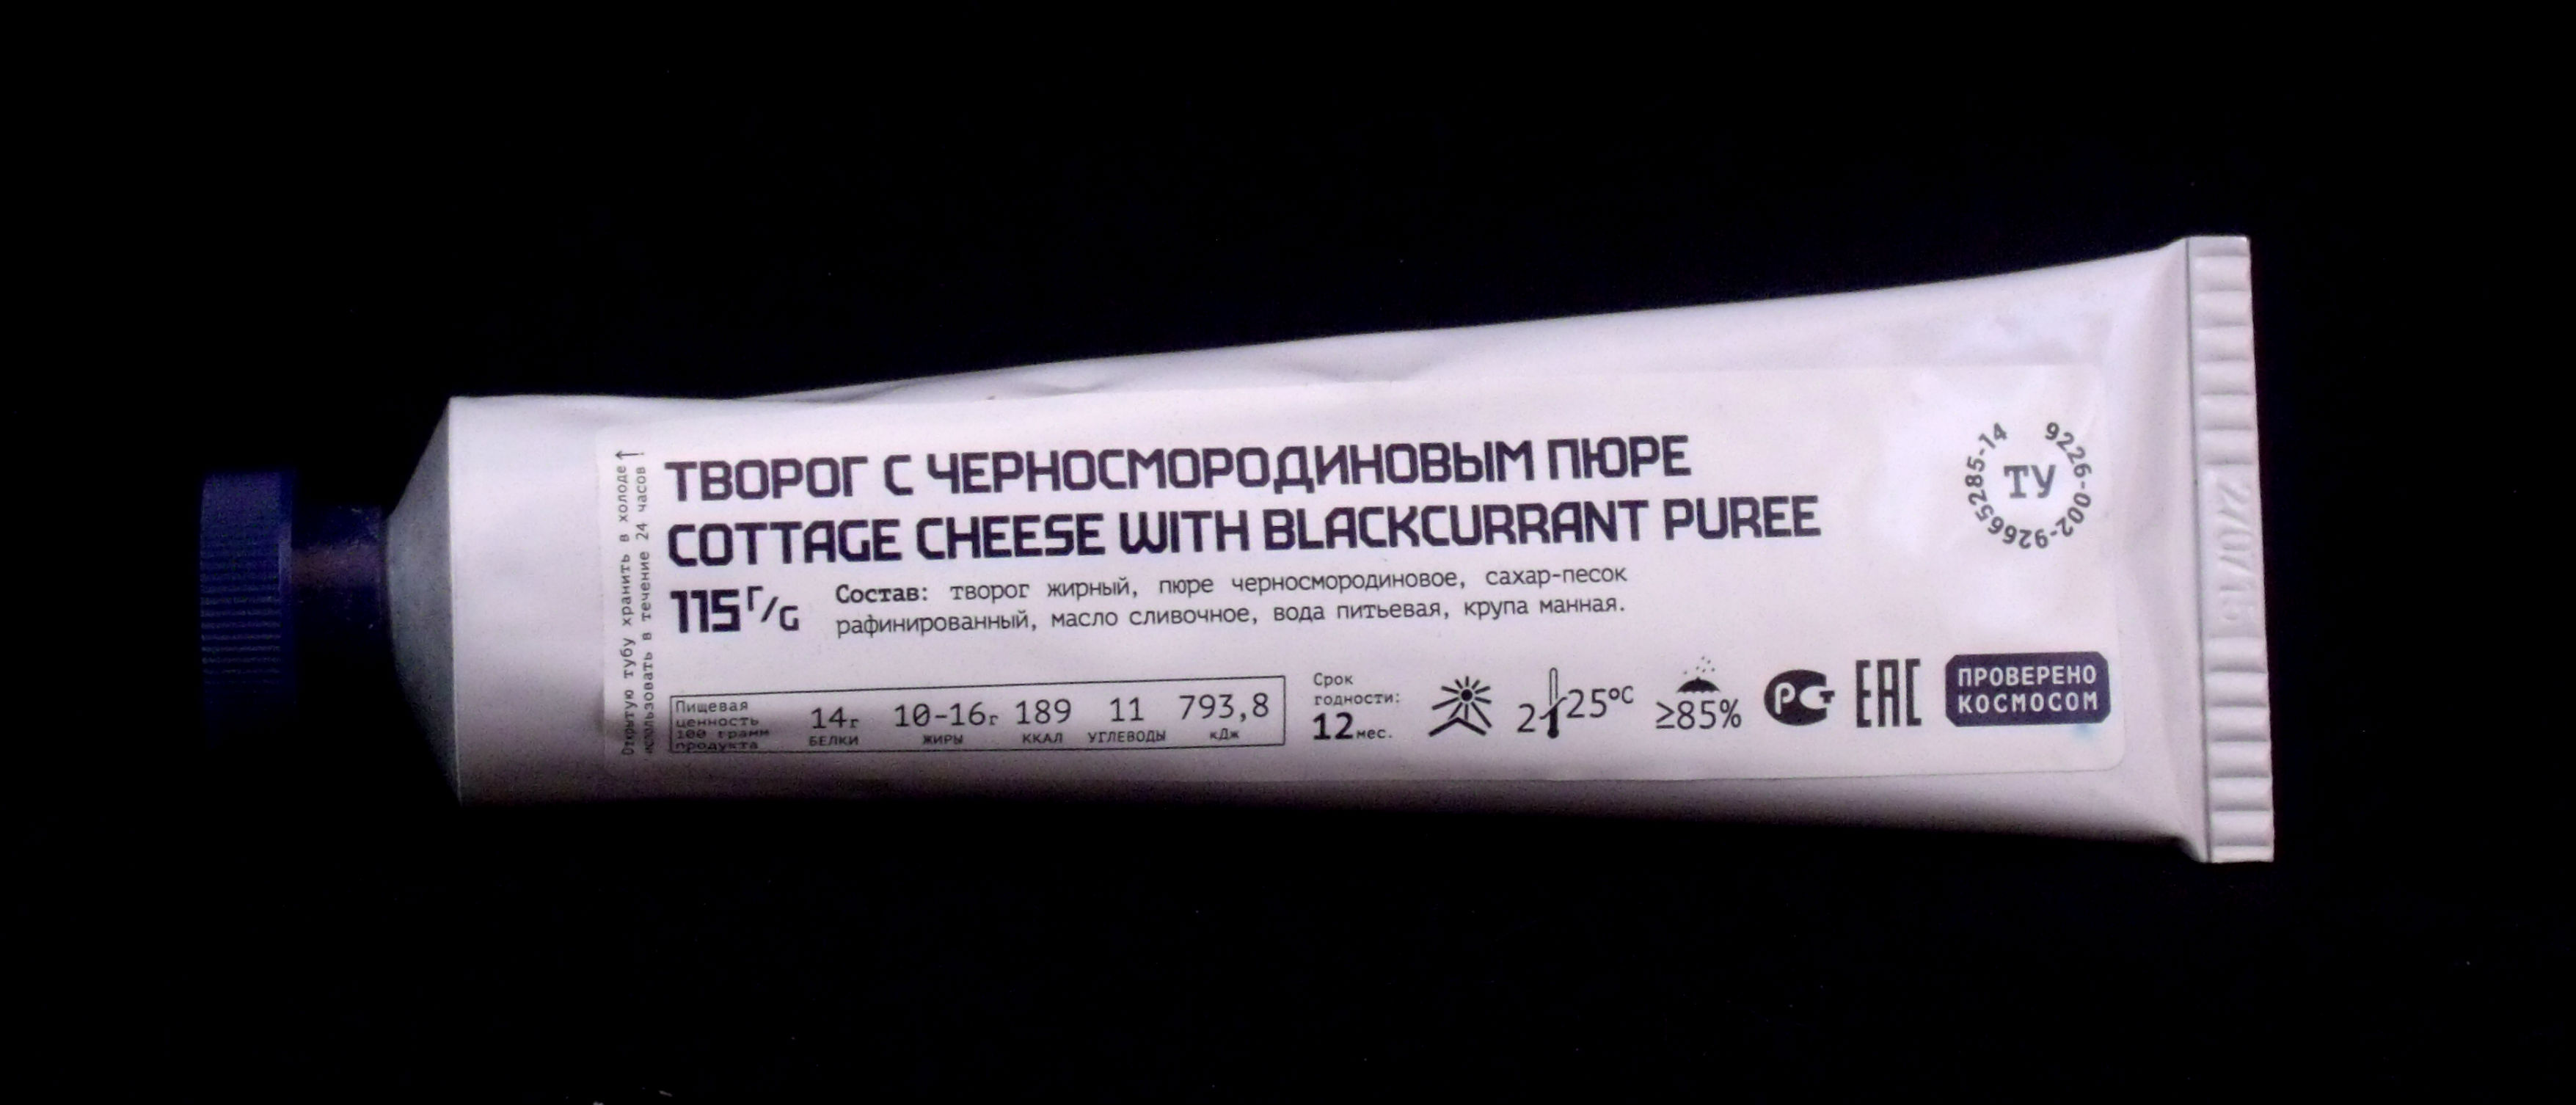 ТВОРОГ С ЧЕРНОСМОРОДИНОВЫМ ПЮРЕ
COTTAGE CHEESE WITH BLACKCURRANT PUREE
115 Г/G
Состав: творог жирный, пюре черносмородиновое, сахар-песок
рафинированный, масло сливочное, вода питьевая, крупа манная.
Открытую тубу хранить в холоде
использовать в течение 24 часов!
Пищевая
ценность
100 грамм
продукта
14г
БЕЛКИ
10-16г
ЖИРЫ
189
ККАЛ
11
УГЛЕВОДЫ
793,8
кДж
Срок
годности:
12 мес.
2 25°C
≥85%
РСТ
ЕАС
ПРОВЕРЕНО
КОСМОСОМ
ТУ
9226-002-92665285-14